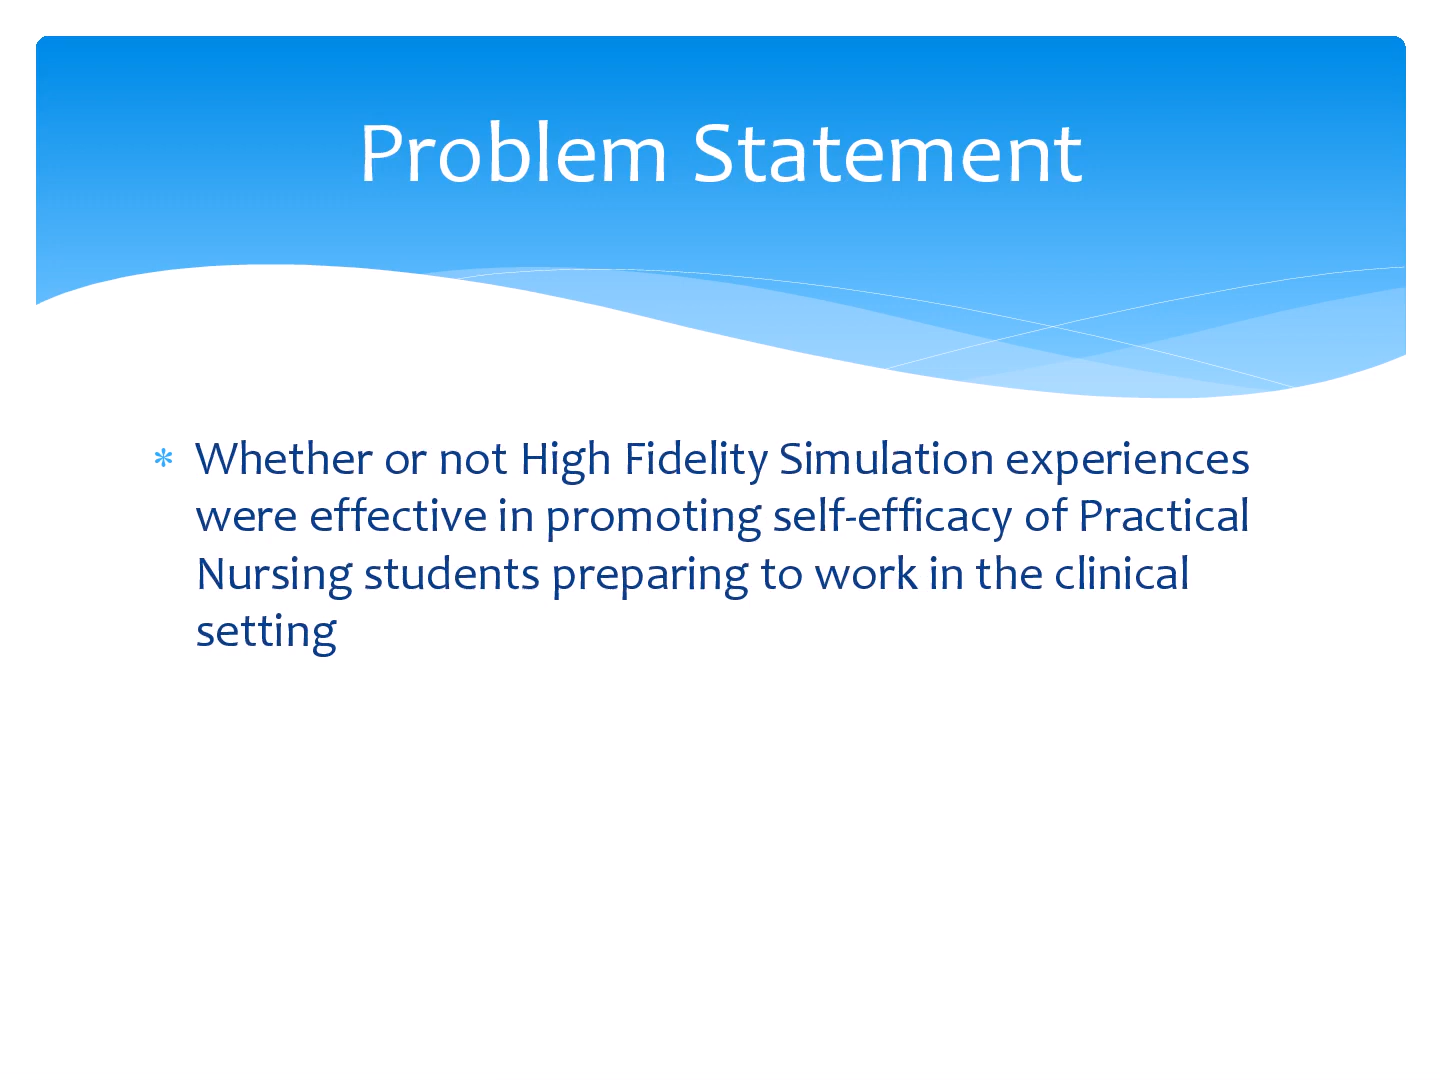 Problem Statement
* Whether or not High Fidelity Simulation experiences
were effective in promoting self-efficacy of Practical
Nursing students preparing to work in the clinical
setting